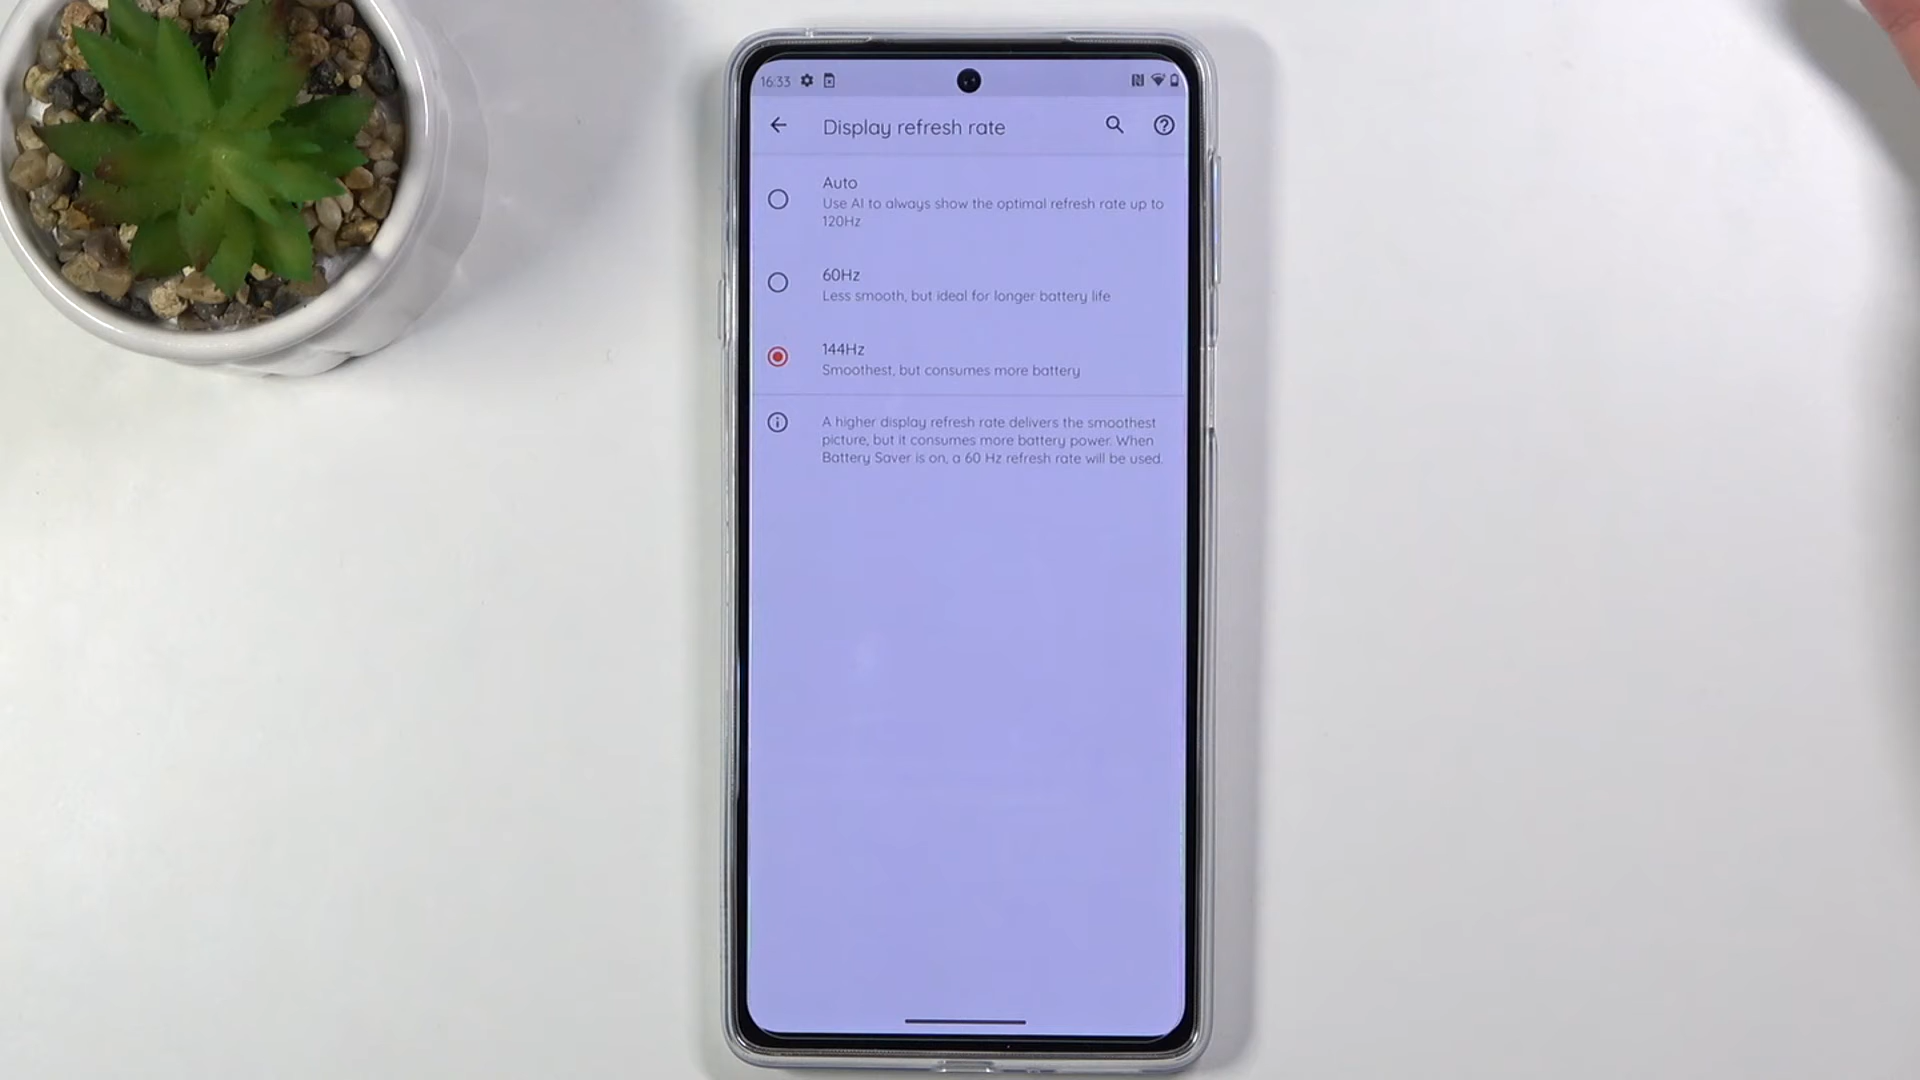 16:33
Display refresh rate
Auto
Use AI to always show the optimal refresh rate up to
120Hz
60Hz
Less smooth, but ideal for longer battery life
144Hz
Smoothest, but consumes more battery
A higher display refresh rate delivers the smoothest
picture, but it consumes more battery power. When
Battery Saver is on, a 60 Hz refresh rate will be used.